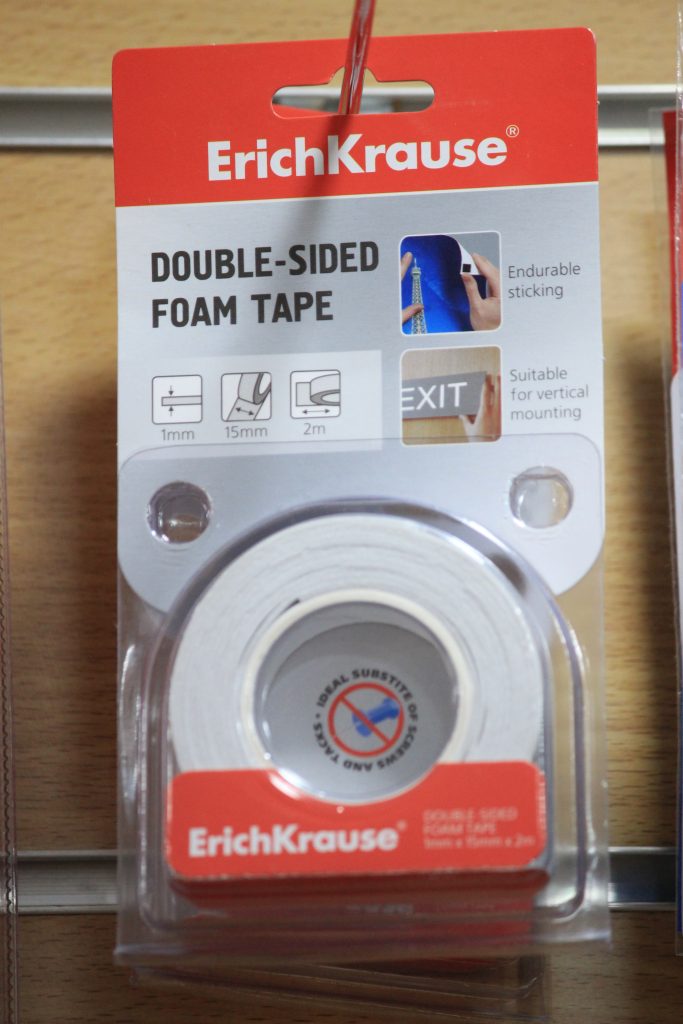 ErichKrause®
DOUBLE-SIDED
FOAM TAPE
Endurable
sticking
EXIT
Suitable
for vertical
mounting
1mm
15mm
2m
• IDEAL SUBSTITE OF SCREWS AND TACKS
ErichKrause®
DOUBLE-SIDED
FOAM TAPE
1mm x 15mm x 2m